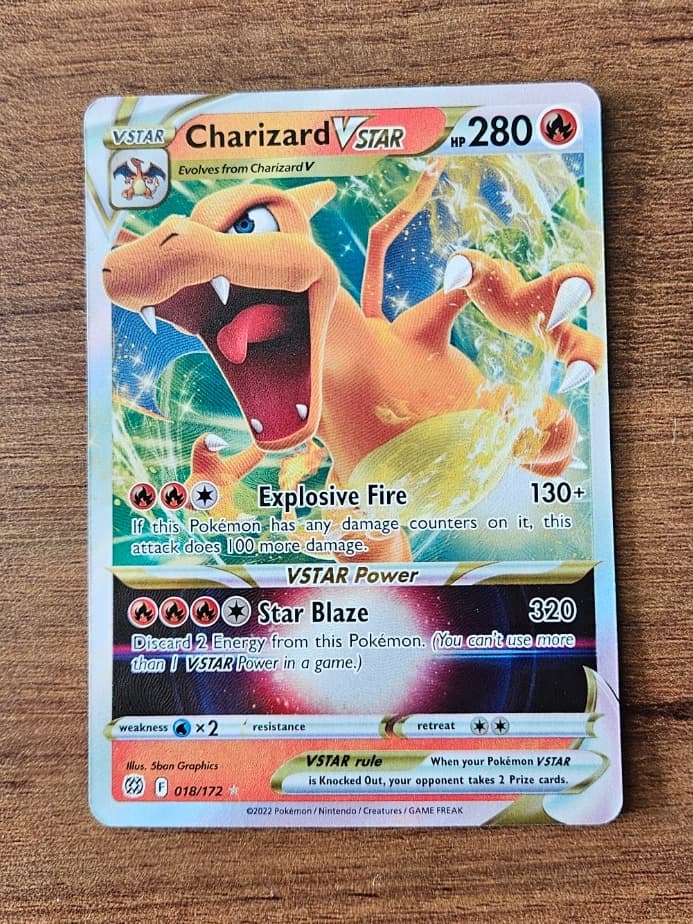 VSTAR CharizardVSTAR HP 280
Evolves from CharizardV
Explosive Fire 130+
If this Pokémon has any damage counters on it, this
attack does 100 more damage.
VSTAR Power
Star Blaze 320
Discard 2 Energy from this Pokémon. (You can't use more
than 1 VSTAR Power in a game.)
weakness ×2 resistance retreat
Illus. 5ban Graphics
VSTAR rule When your Pokémon VSTAR
is Knocked Out, your opponent takes 2 Prize cards.
F 018/172
©2022 Pokémon / Nintendo / Creatures / GAME FREAK